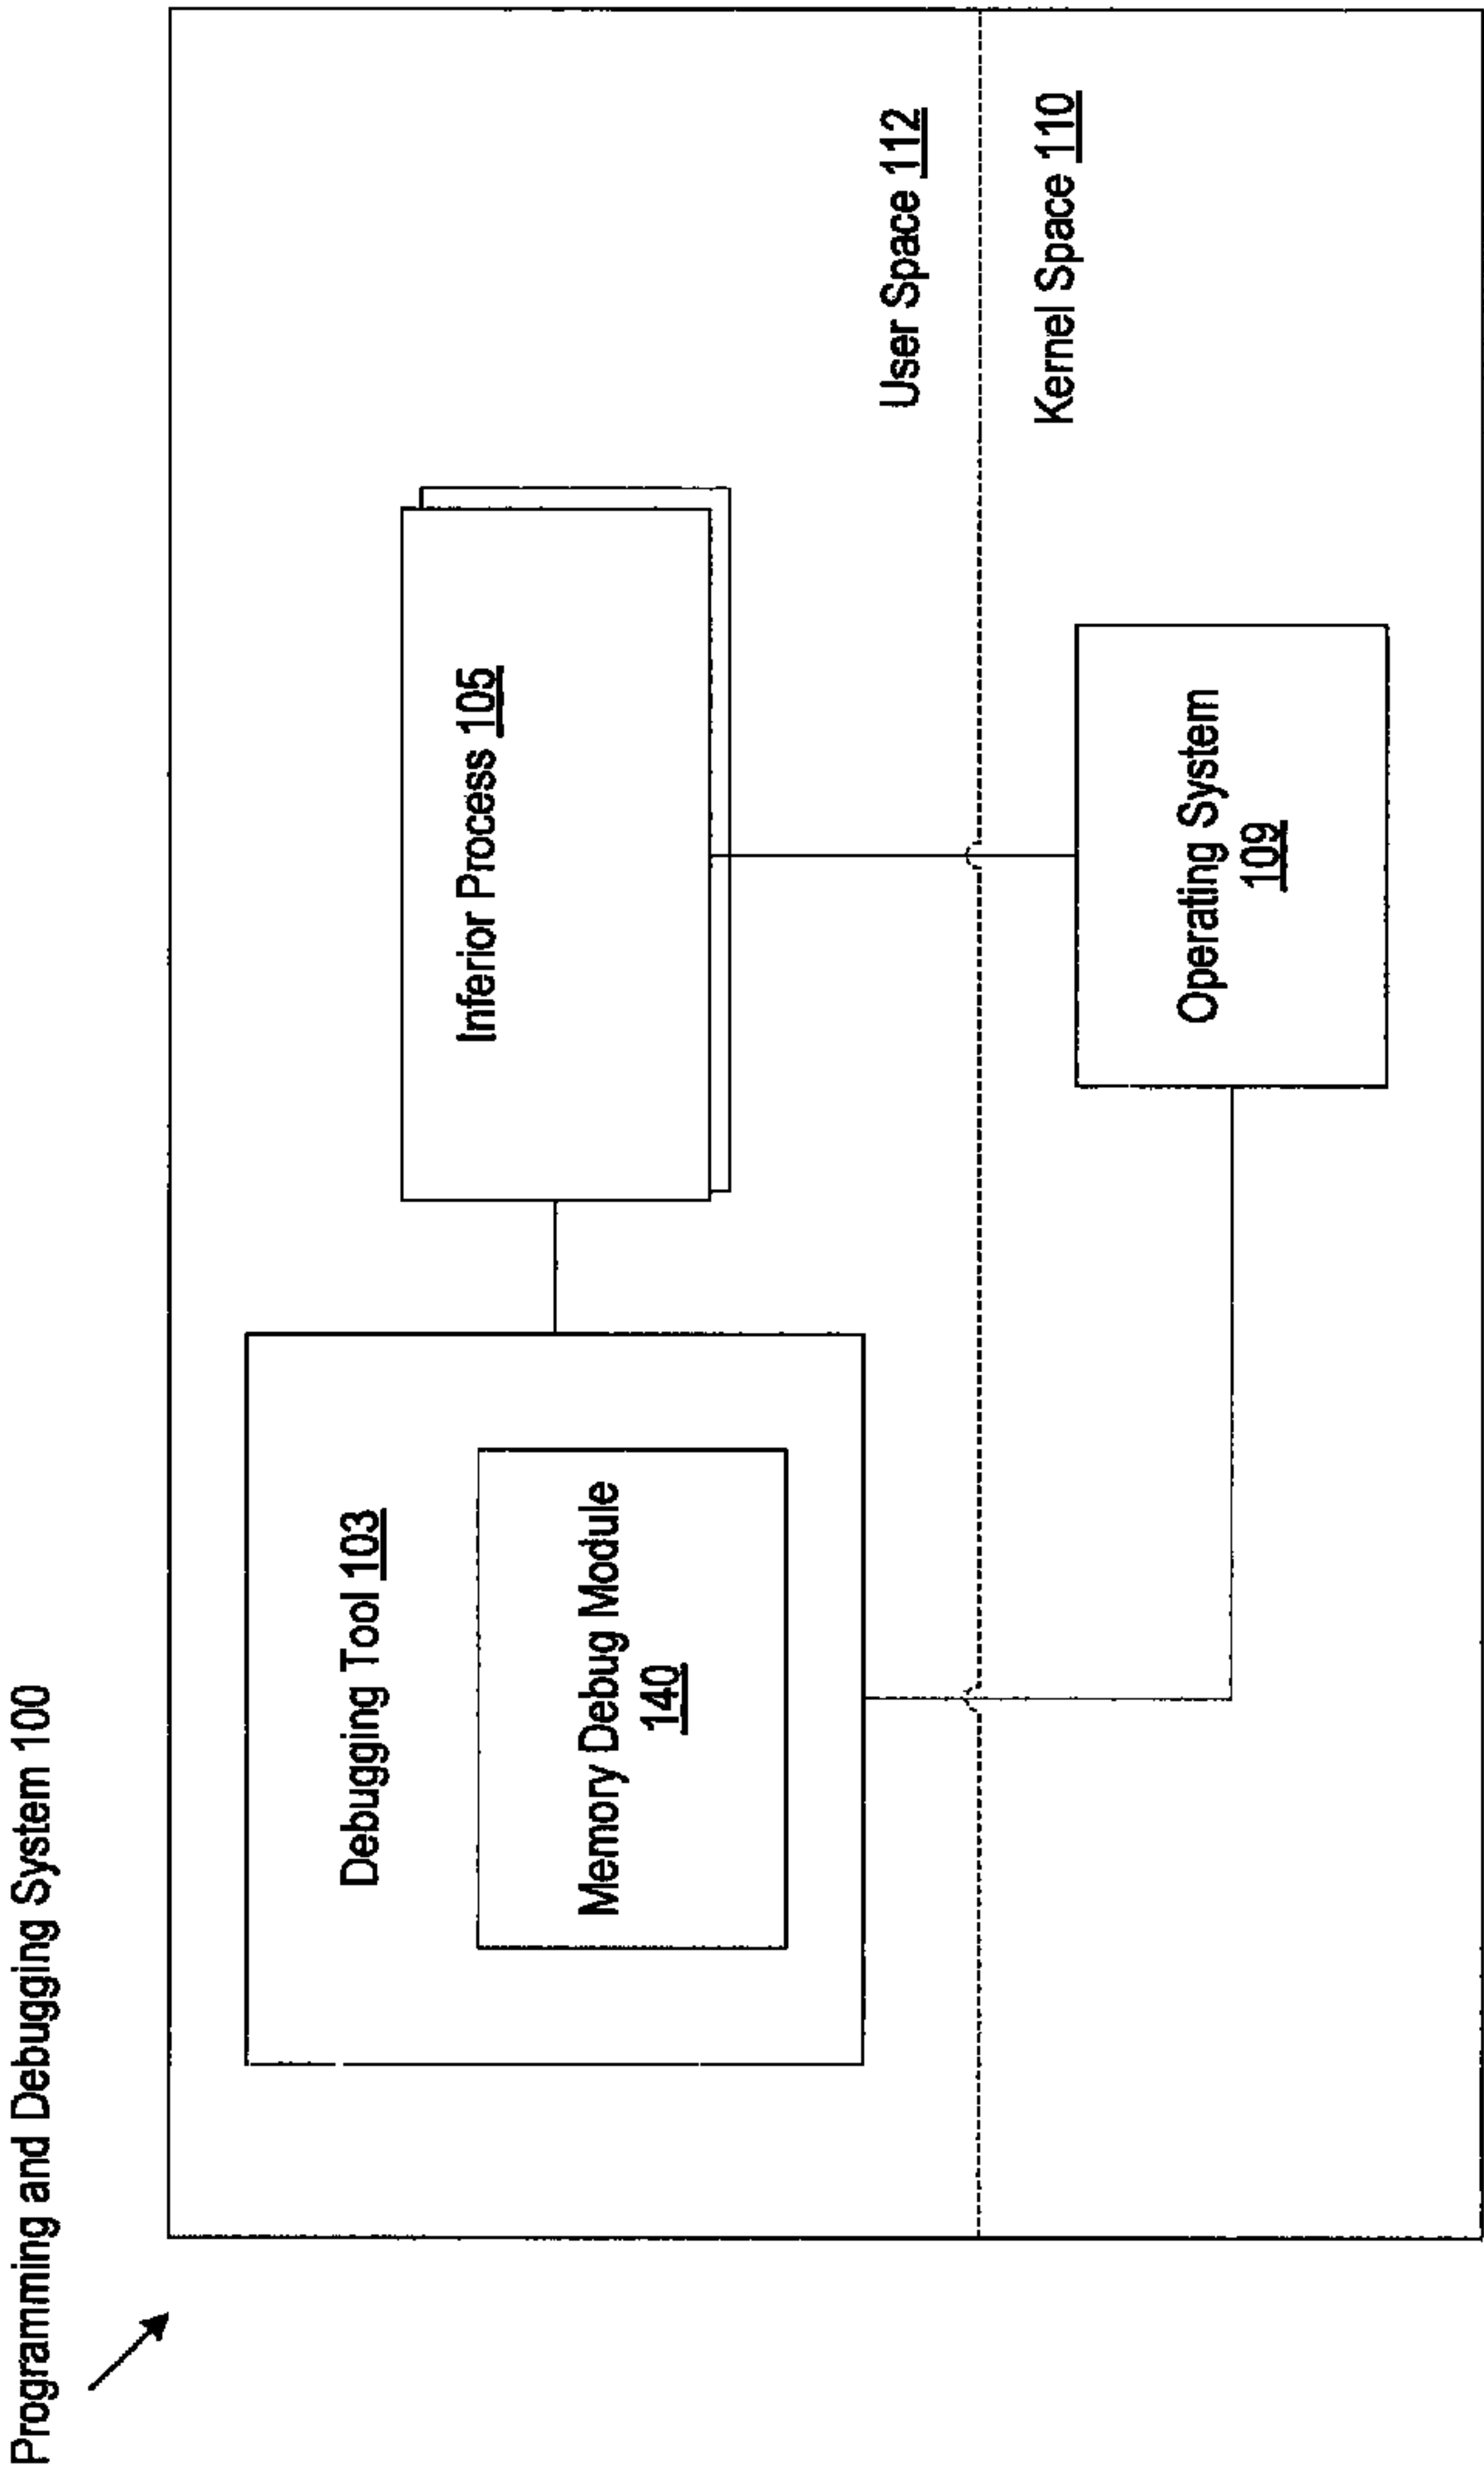 Programming and Debugging System 100
Debugging Tool 103
Memory Debug Module
140
Inferior Process 105
User Space 112
Kernel Space 110
Operating System
109